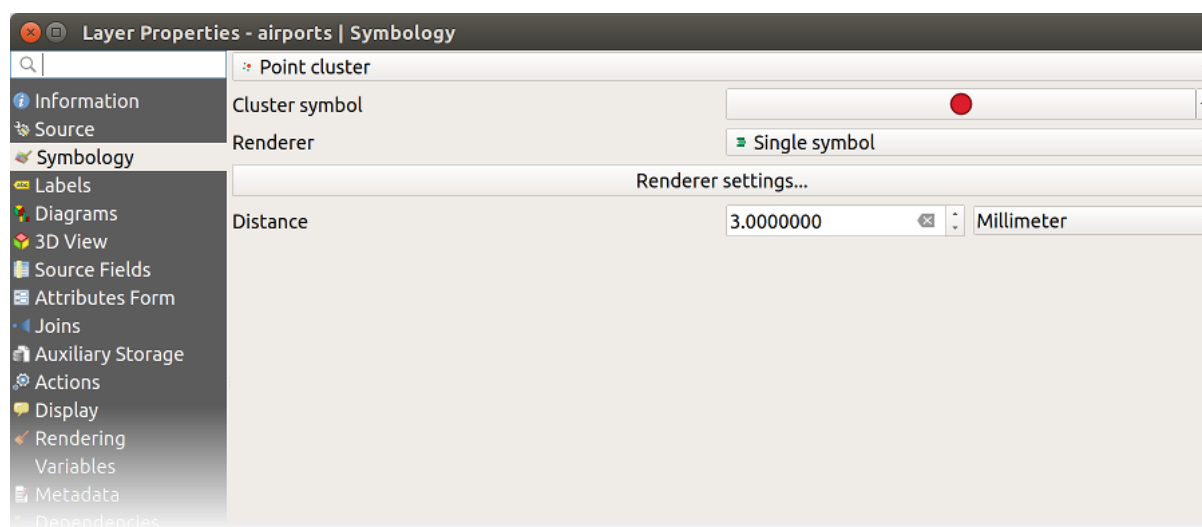 Layer Properties - airports | Symbology
Point cluster
Information
Cluster symbol
Source
Renderer
Single symbol
Symbology
Labels
Renderer settings...
Diagrams
Distance
3.0000000
Millimeter
3D View
Source Fields
Attributes Form
Joins
Auxiliary Storage
Actions
Display
Rendering
Variables
Metadata
Dependencies